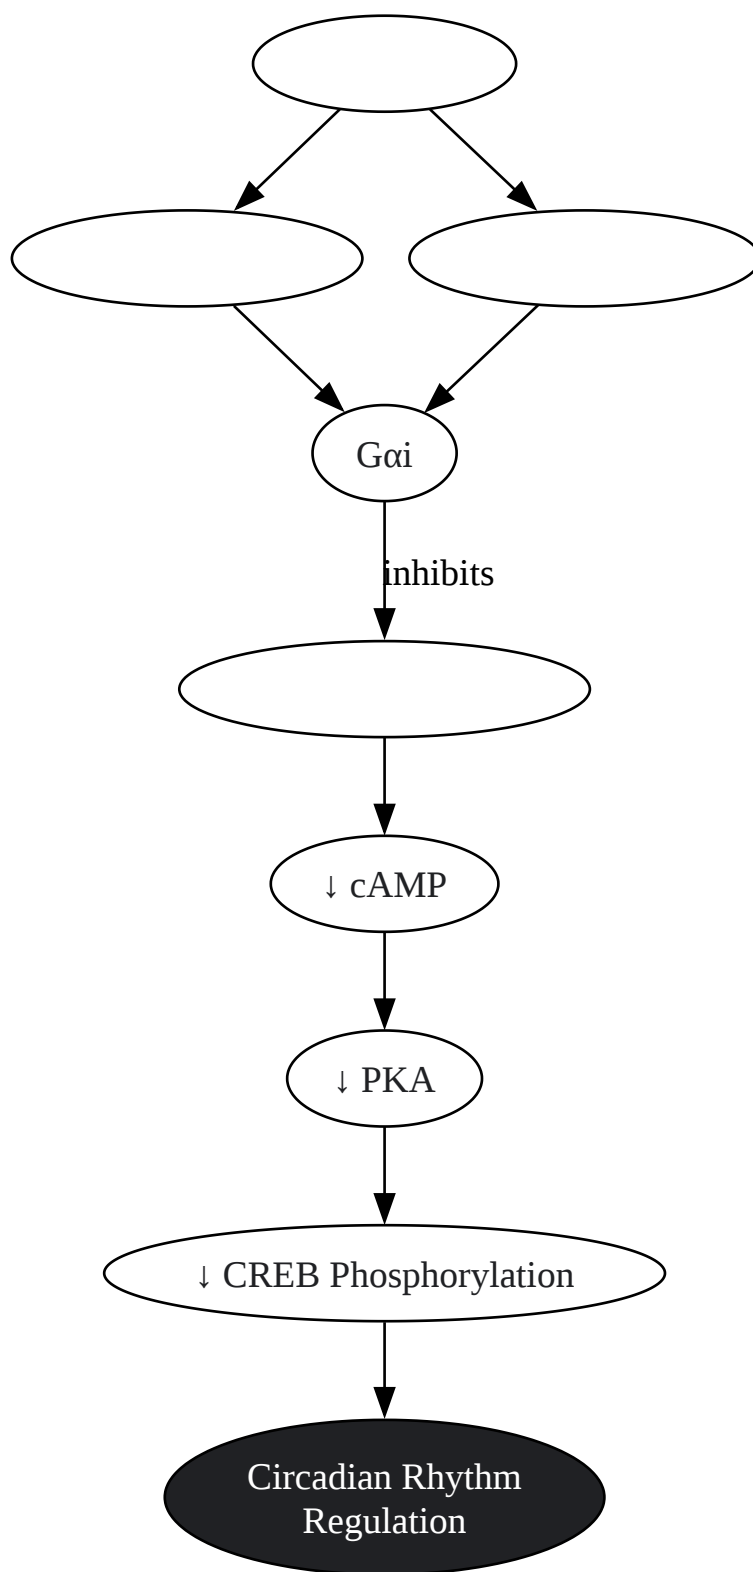 Gαi
inhibits
↓ cAMP
↓ PKA
↓ CREB Phosphorylation
Circadian Rhythm
Regulation